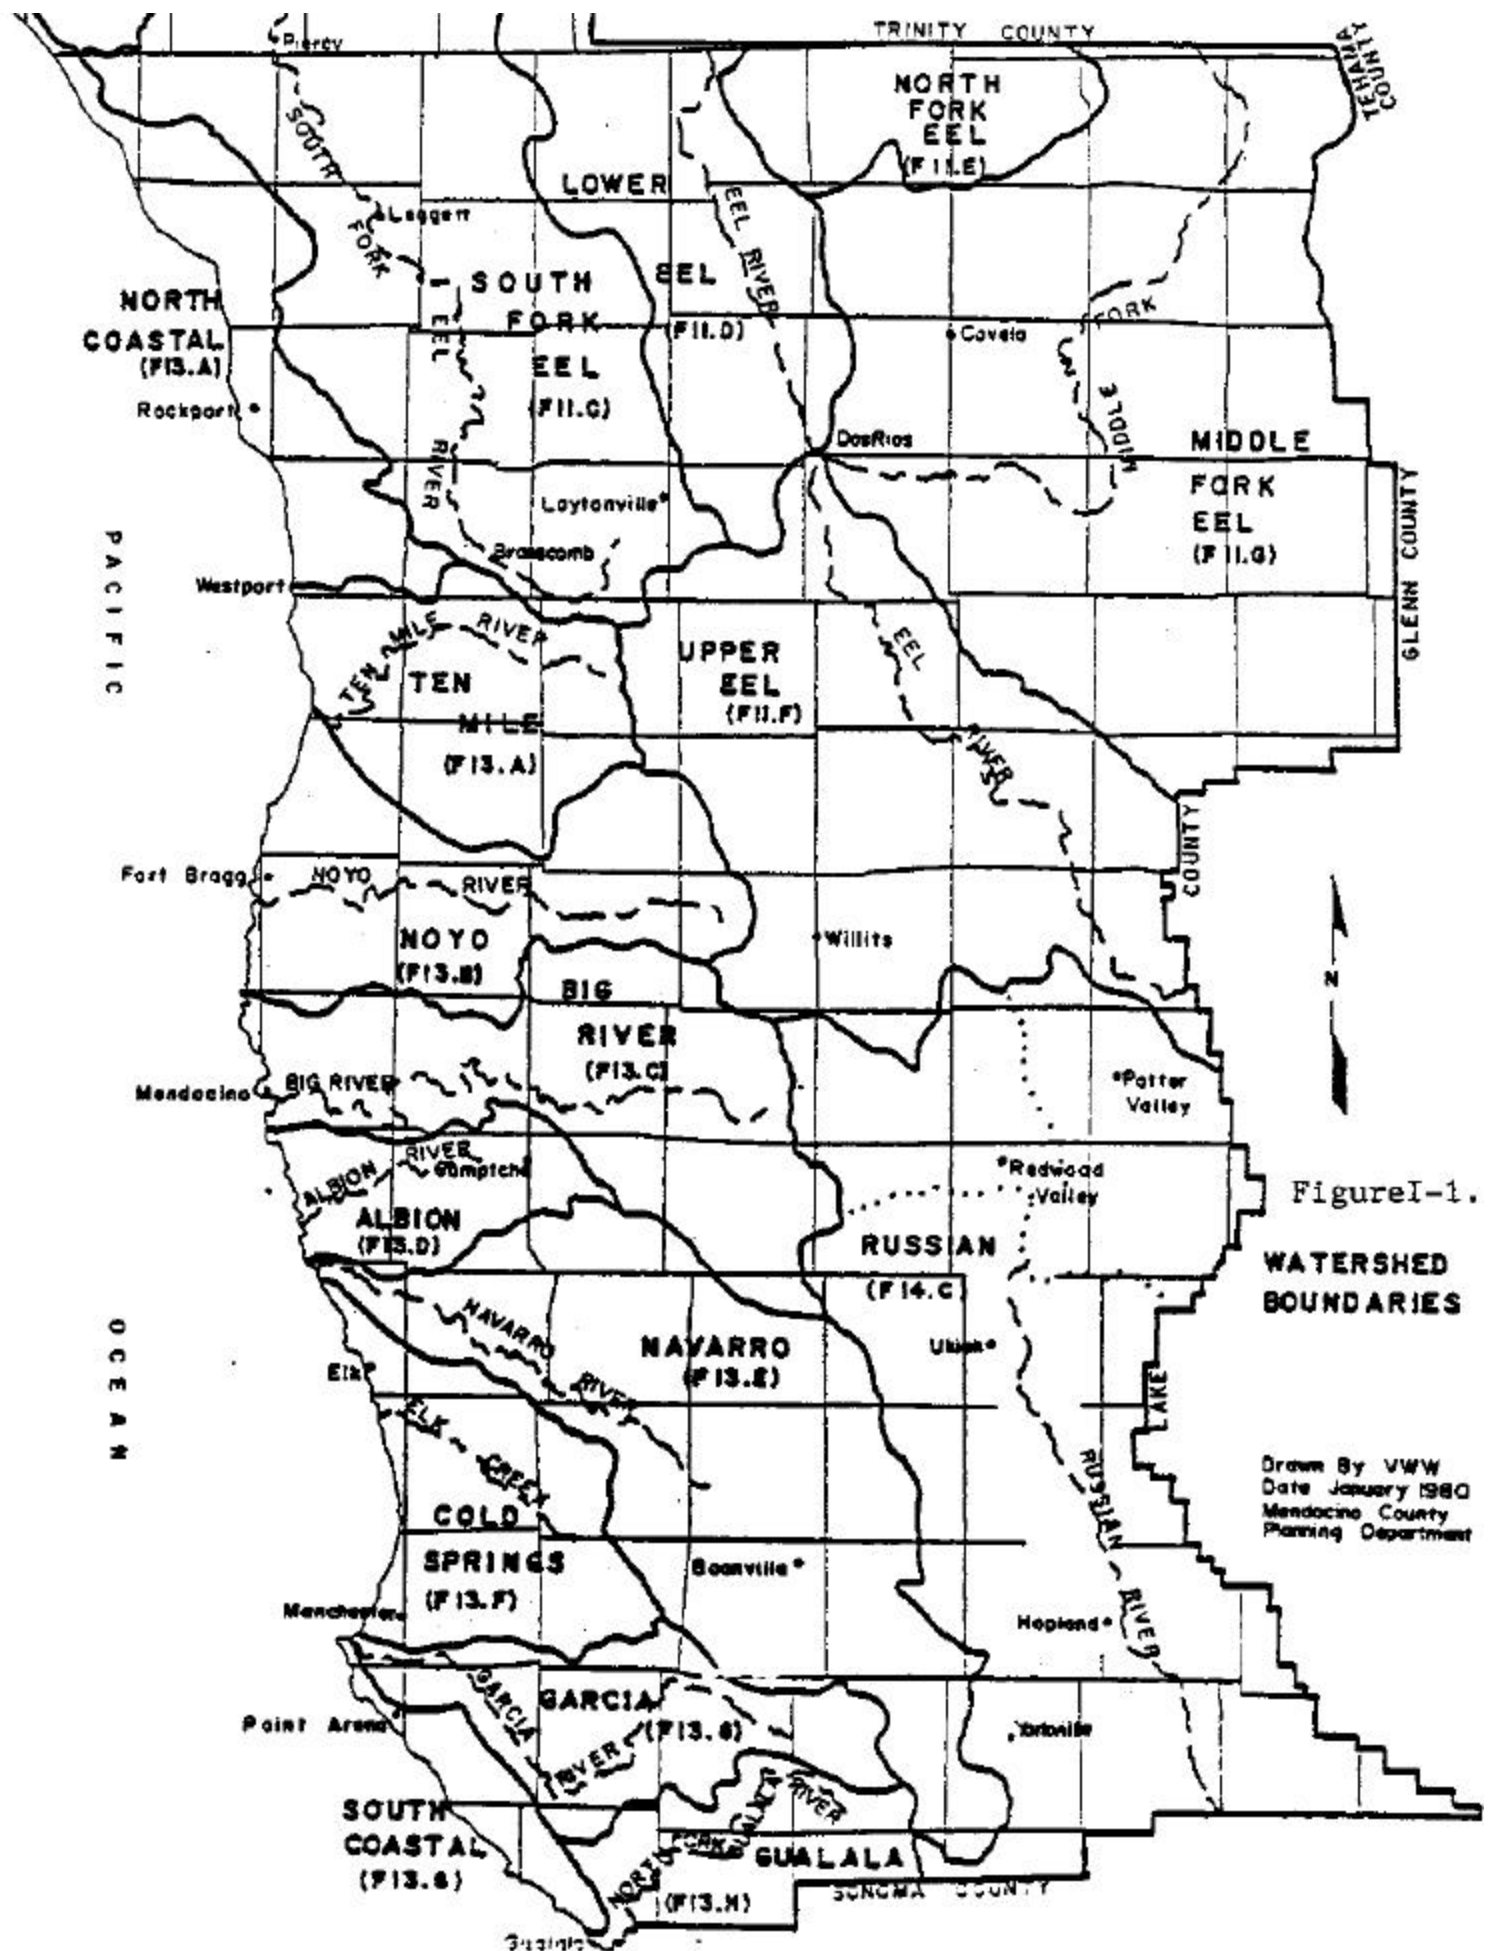 TRINITY COUNTY
TEHAMA
COUNTY
Piercy
NORTH
FORK
EEL
(F11.E)
SOUTH
FORK
EEL
RIVER
LOWER
EEL
(F11.D)
EEL RIVER
Leggett
SOUTH
FORK
EEL
(F11.C)
NORTH
COASTAL
(F13.A)
Rockport
Covelo
FORK
MIDDLE
DosRios
MIDDLE
FORK
EEL
(F11.G)
GLENN COUNTY
Laytonville
Branscomb
Westport
PACIFIC
TEN MILE RIVER
TEN
MILE
(F13.A)
UPPER
EEL
(F11.F)
EEL
RIVER
COUNTY
Fort Bragg
NOYO RIVER
NOYO
(F13.B)
Willits
N
BIG
RIVER
(F13.C)
Mendocino
BIG RIVER
Potter
Valley
ALBION RIVER
Comptche
Redwood
Valley
FigureI-1.
ALBION
(F13.D)
RUSSIAN
(F14.C)
WATERSHED
BOUNDARIES
OCEAN
NAVARRO
RIVER
NAVARRO
(F13.E)
Ukiah
Elk
LAKE
ELK
CREEK
COLD
SPRINGS
(F13.F)
RUSSIAN
RIVER
Drawn By VWW
Date January 1980
Mendocino County
Planning Department
Boonville
Manchester
Hopland
GARCIA
RIVER
GARCIA
(F13.G)
Point Arena
Yorkville
SOUTH
COASTAL
(F13.G)
NORTH
FORK
GUALALA
RIVER
GUALALA
(F13.H)
SONOMA COUNTY
Gualala